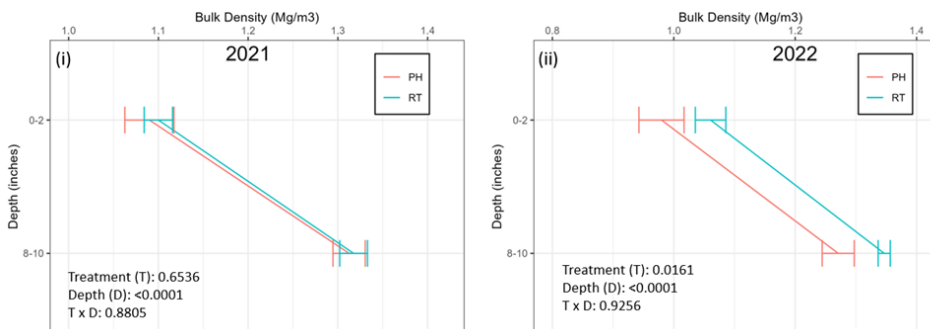 Bulk Density (Mg/m3)
1.0 1.1 1.2 1.3 1.4
(i)
2021
PH
RT
0-2
8-10
Depth (inches)
Treatment (T): 0.6536
Depth (D): <0.0001
T x D: 0.8805
Bulk Density (Mg/m3)
0.8 1.0 1.2 1.4
(ii)
2022
PH
RT
0-2
8-10
Depth (inches)
Treatment (T): 0.0161
Depth (D): <0.0001
T x D: 0.9256